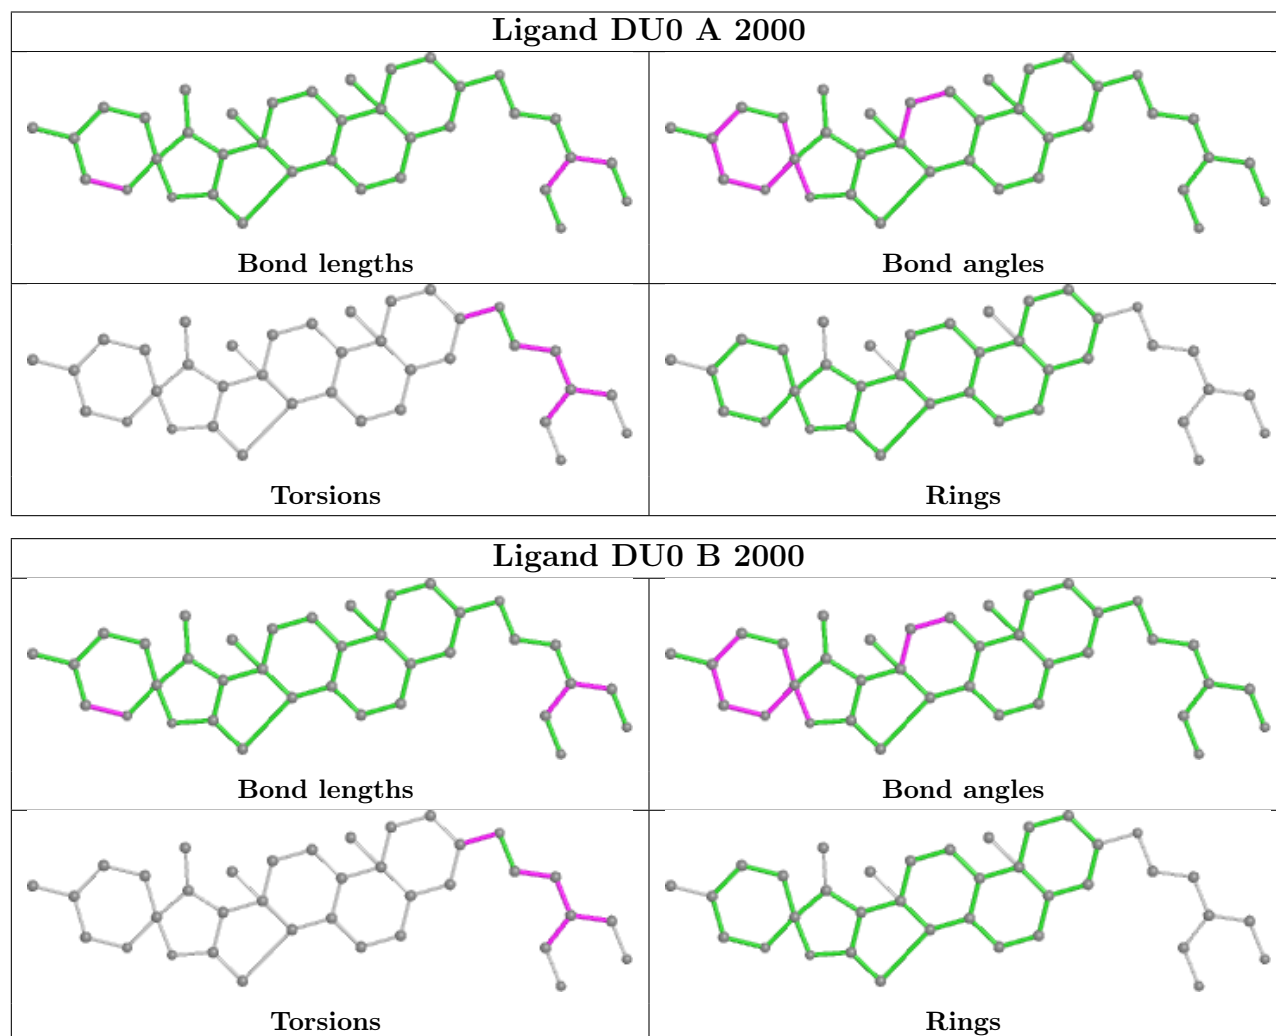 Ligand DU0 A 2000
Bond lengths
Bond angles
Torsions
Rings
Ligand DU0 B 2000
Bond lengths
Bond angles
Torsions
Rings